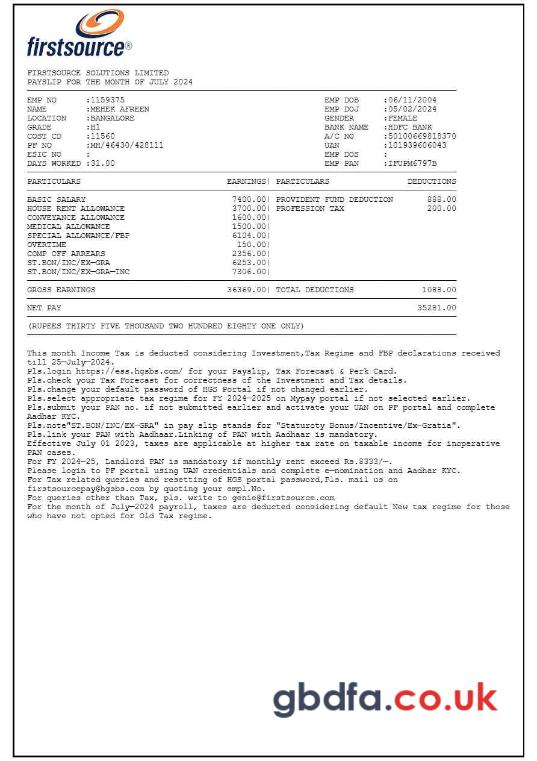 firstsource®
FIRSTSOURCE SOLUTIONS LIMITED
PAYSLIP FOR THE MONTH OF JULY 2024
EMP NO :1159375 EMP DOB :06/11/2004
NAME :MEHEK AFREEN EMP DOJ :05/02/2024
LOCATION :BANGALORE GENDER :FEMALE
GRADE :H1 BANK NAME :HDFC BANK
COST CD :11560 A/C NO :50100669818370
PF NO :MH/46430/428111 UAN :101939606043
ESIC NO : EMP DOS :
DAYS WORKED :31.00 EMP PAN :IFUPM6797B
PARTICULARS EARNINGS| PARTICULARS DEDUCTIONS
BASIC SALARY 7400.00| PROVIDENT FUND DEDUCTION 888.00
HOUSE RENT ALLOWANCE 3700.00| PROFESSION TAX 200.00
CONVEYANCE ALLOWANCE 1600.00|
MEDICAL ALLOWANCE 1500.00|
SPECIAL ALLOWANCE/FBP 6104.00|
OVERTIME 150.00|
COMP OFF ARREARS 2356.00|
ST.BON/INC/EX-GRA 6253.00|
ST.BON/INC/EX-GRA-INC 7306.00|
GROSS EARNINGS 36369.00| TOTAL DEDUCTIONS 1088.00
NET PAY 35281.00
(RUPEES THIRTY FIVE THOUSAND TWO HUNDRED EIGHTY ONE ONLY)
This month Income Tax is deducted considering Investment,Tax Regime and FBP declarations received
till 25-July-2024.
Pls.login https://ess.hgsbs.com/ for your Payslip, Tax Forecast & Perk Card.
Pls.check your Tax Forecast for correctness of the Investment and Tax details.
Pls.change your default password of HGS Portal if not changed earlier.
Pls.select appropriate tax regime for FY 2024-2025 on Mypay portal if not selected earlier.
Pls.submit your PAN no. if not submitted earlier and activate your UAN on PF portal and complete
Aadhar KYC.
Pls.note"ST.BON/INC/EX-GRA" in pay slip stands for "Staturoty Bonus/Incentive/Ex-Gratia".
Pls.link your PAN with Aadhaar.Linking of PAN with Aadhaar is mandatory.
Effective July 01 2023, taxes are applicable at higher tax rate on taxable income for inoperative
PAN cases.
For FY 2024-25, Landlord PAN is mandatory if monthly rent exceed Rs.8333/-.
Please login to PF portal using UAN credentials and complete e-nomination and Aadhar KYC.
For Tax related queries and resetting of HGS portal password,Pls. mail us on
firstsourcepay@hgsbs.com by quoting your empl.No.
For queries other than Tax, pls. write to genie@firstsource.com
For the month of July-2024 payroll, taxes are deducted considering default New tax regime for those
who have not opted for Old Tax regime.
gbdfa.co.uk